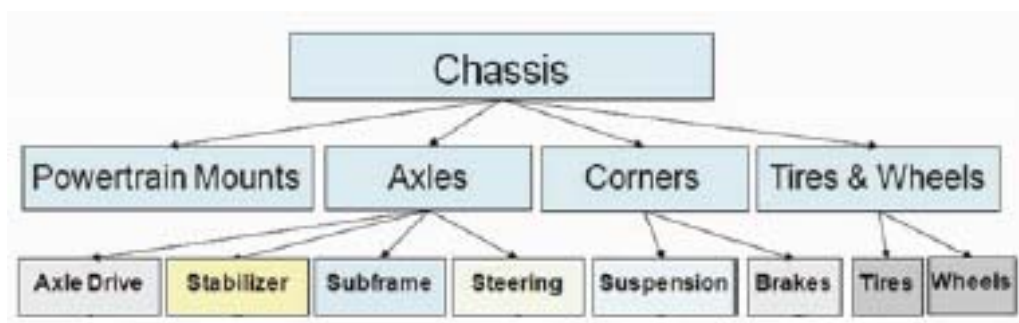 Chassis
Powertrain Mounts
Axles
Corners
Tires & Wheels
Axle Drive
Stabilizer
Subframe
Steering
Suspension
Brakes
Tires
Wheels